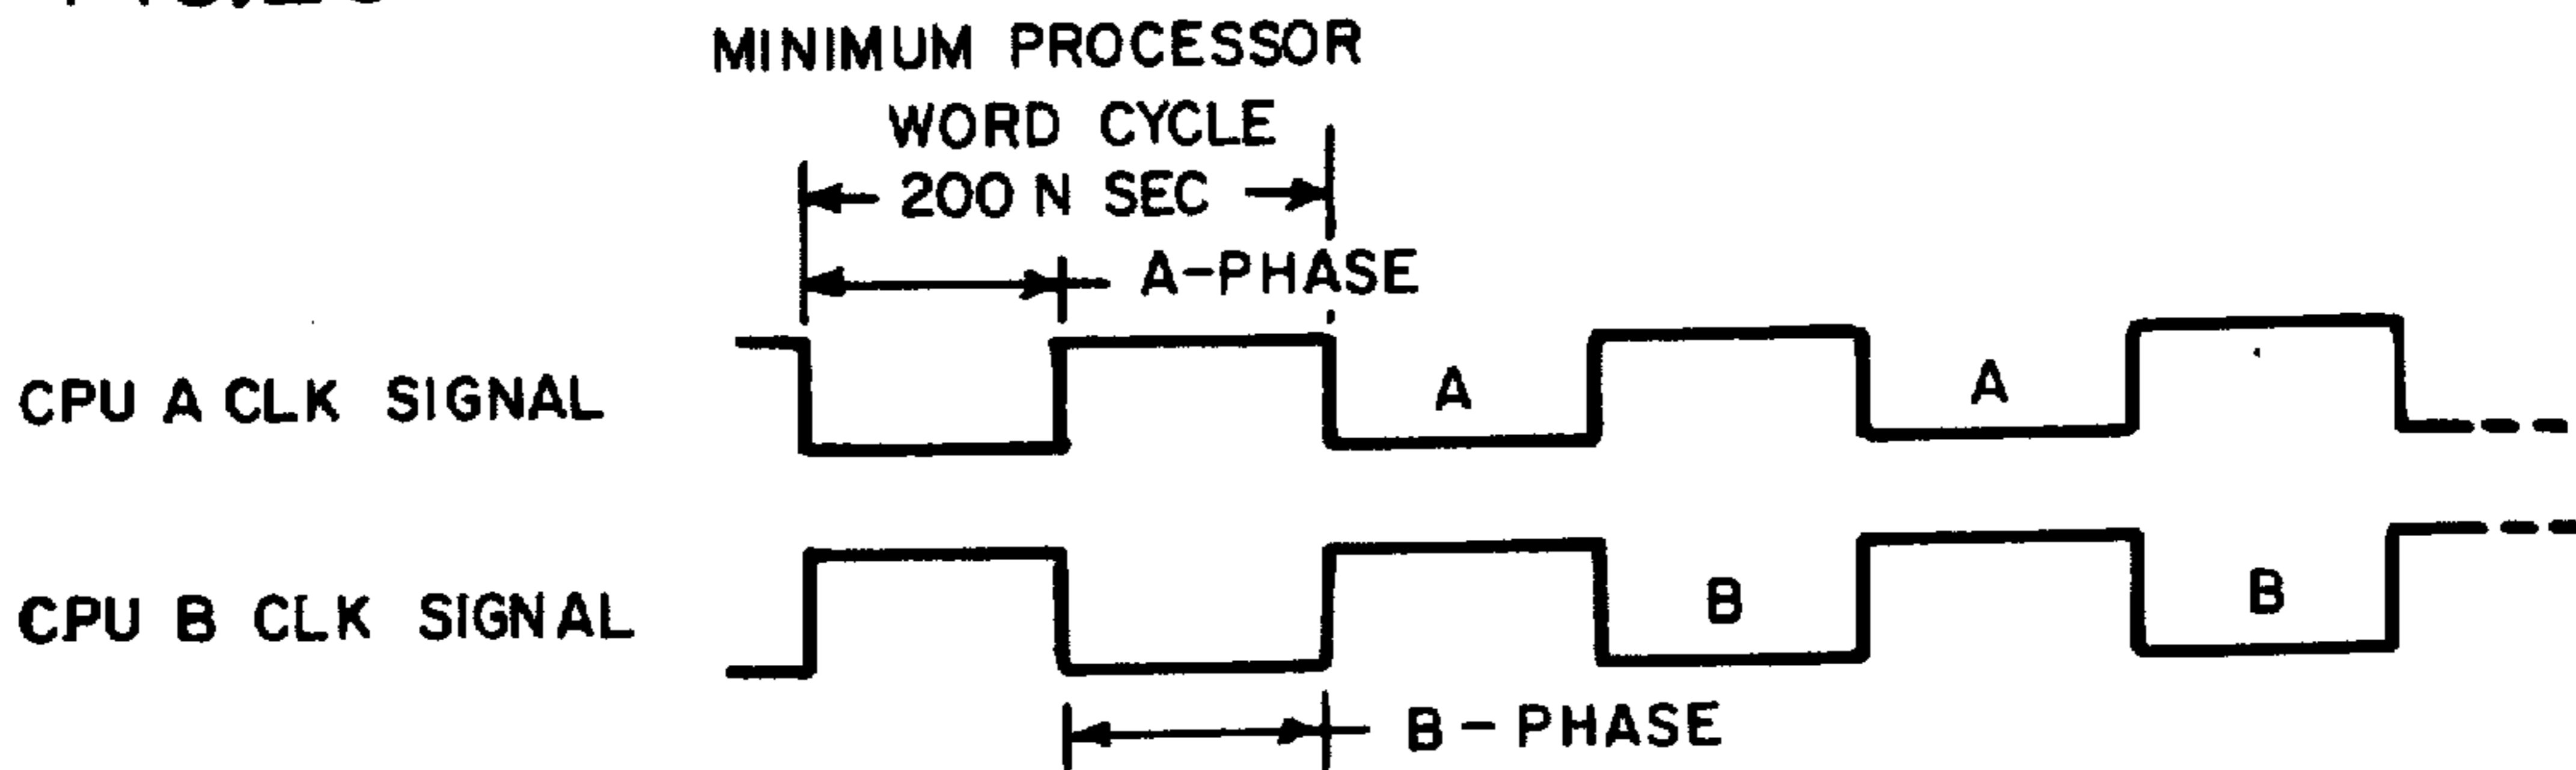 MINIMUM PROCESSOR
WORD CYCLE
200 N SEC
A-PHASE
CPU A CLK SIGNAL
A
A
CPU B CLK SIGNAL
B
B
B-PHASE